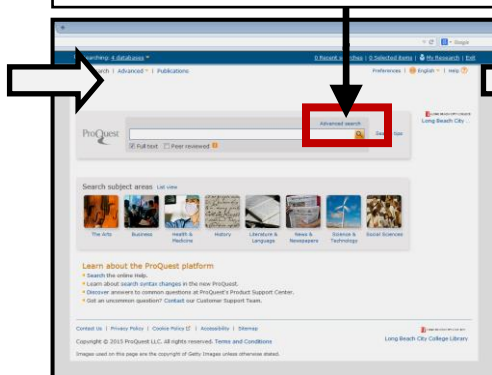 Google
searching: 4 databases
0 Recent searches | 0 Selected items | My Research | Exit
Search | Advanced | Publications
Preferences | English | Help
Long Beach City ...
Advanced search
ProQuest
Search tips
Full text Peer reviewed
Search subject areas List view
The Arts
Business
Health & Medicine
History
Literature & Language
News & Newspapers
Science & Technology
Social Sciences
Learn about the ProQuest platform
Search the online Help.
Learn about search syntax changes in the new ProQuest.
Discover answers to common questions at ProQuest's Product Support Center.
Got an uncommon question? Contact our Customer Support Team.
Contact Us | Privacy Policy | Cookie Policy | Accessibility | Sitemap
Copyright © 2013 ProQuest LLC. All rights reserved. Terms and Conditions
Long Beach City College Library
Images used on this page are the copyright of Getty Images unless otherwise stated.